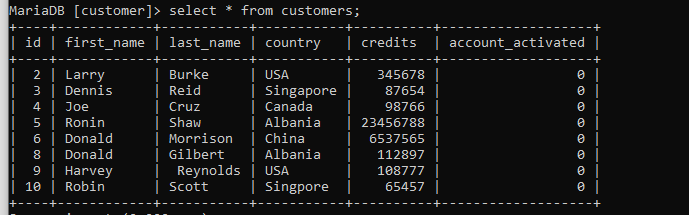 MariaDB [customer]> select * from customers;
+----+------------+-----------+-----------+----------+-------------------+
| id | first_name | last_name | country | credits | account_activated |
+----+------------+-----------+-----------+----------+-------------------+
| 2 | Larry | Burke | USA | 345678 | 0 |
| 3 | Dennis | Reid | Singapore | 87654 | 0 |
| 4 | Joe | Cruz | Canada | 98766 | 0 |
| 5 | Ronin | Shaw | Albania | 23456788 | 0 |
| 6 | Donald | Morrison | China | 6537565 | 0 |
| 8 | Donald | Gilbert | Albania | 112897 | 0 |
| 9 | Harvey | Reynolds | USA | 108777 | 0 |
| 10 | Robin | Scott | Singpore | 65457 | 0 |
+----+------------+-----------+-----------+----------+-------------------+